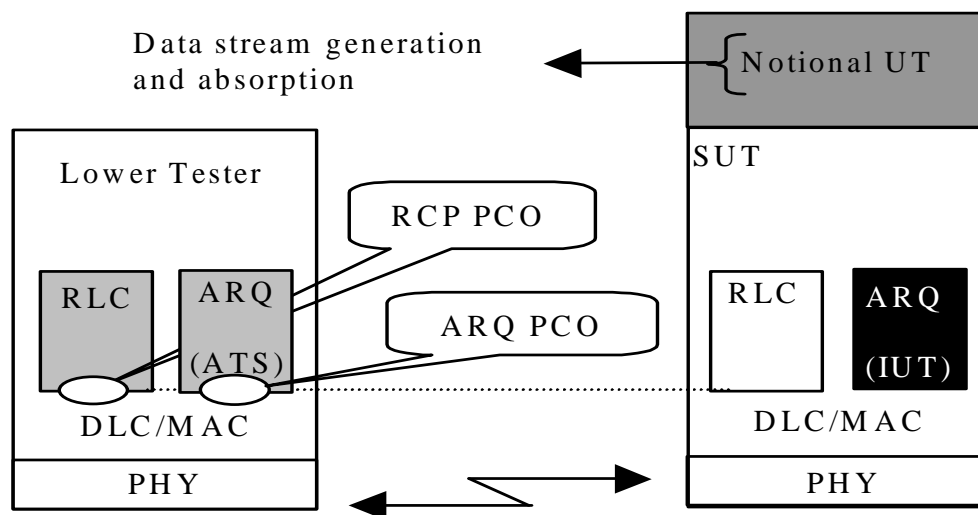 Data stream generation
and absorption
Notional UT
SUT
Lower Tester
RCP PCO
RLC
ARQ
(ATS)
ARQ PCO
RLC
ARQ
(IUT)
DLC/MAC
DLC/MAC
PHY
PHY